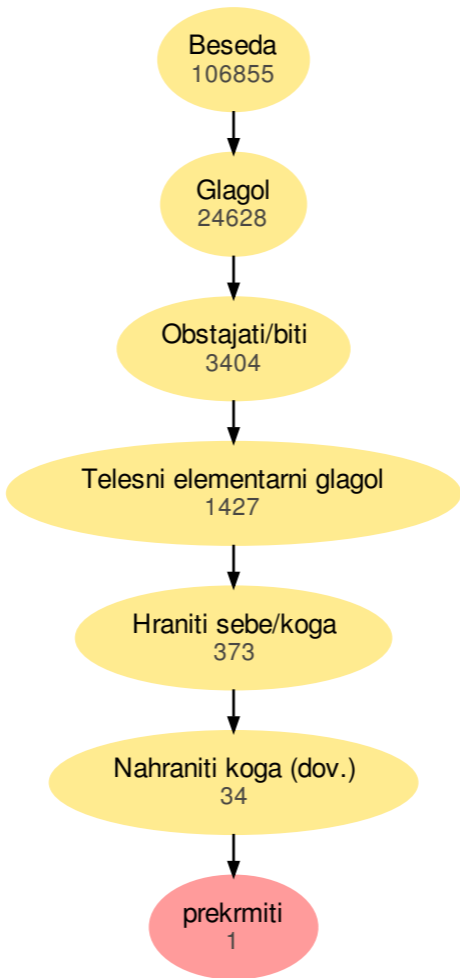 Beseda
106855
Glagol
24628
Obstajati/biti
3404
Telesni elementarni glagol
1427
Hraniti sebe/koga
373
Nahraniti koga (dov.)
34
prekrmiti
1